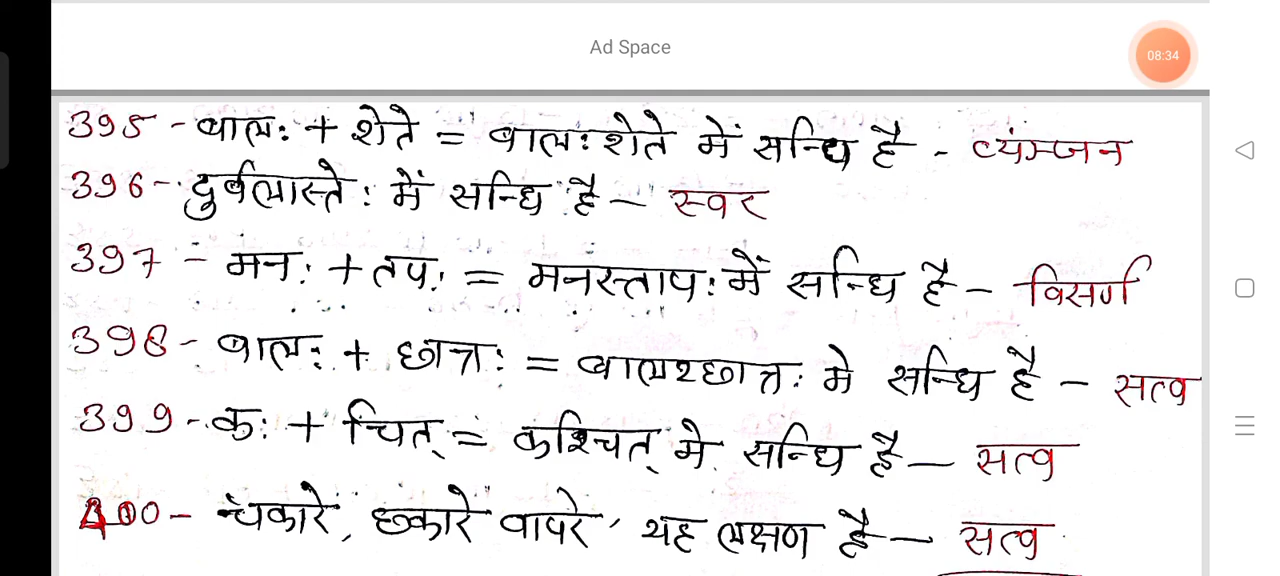 Ad Space
08:34
395 - बालः + शेते = बालःशेते में सन्धि है - व्यंम्जन
396 - दुर्बलास्तेः में सन्धि है - स्वर
397 - मनः + तपः = मनस्तापः में सन्धि है - विसर्ग
398 - बालः + छात्रः = बालश्छात्रः मे सन्धि है - सत्व
399 - कः + चित् = कश्चित् मे सन्धि है - सत्व
400 - चकारे, छकारे वापरे, यह लक्षण है - सत्व